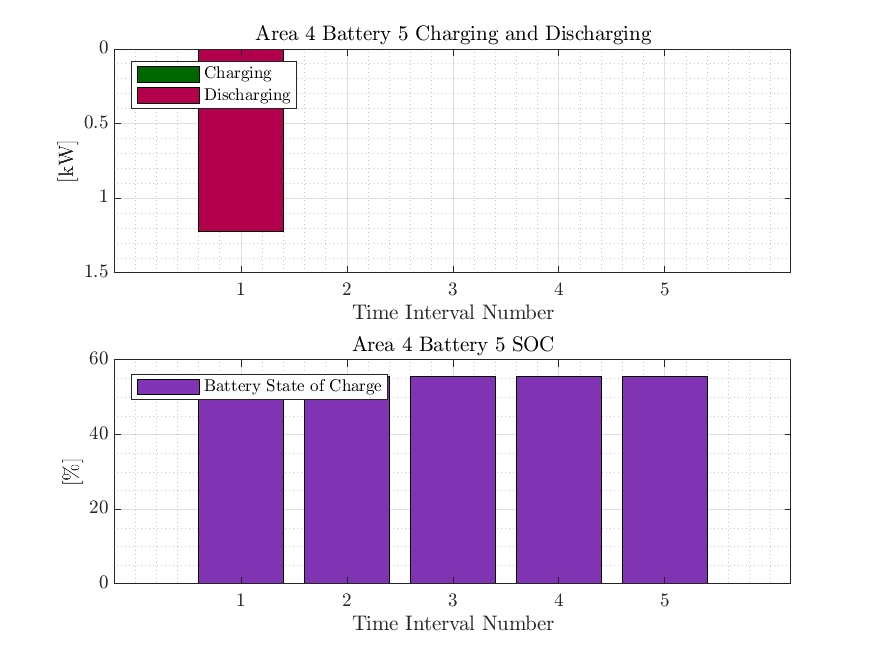 Area 4 Battery 5 Charging and Discharging
0
Charging
Discharging
0.5
[kW]
1
1.5
1 2 3 4 5
Time Interval Number
Area 4 Battery 5 SOC
60
Battery State of Charge
40
[%]
20
0
1 2 3 4 5
Time Interval Number